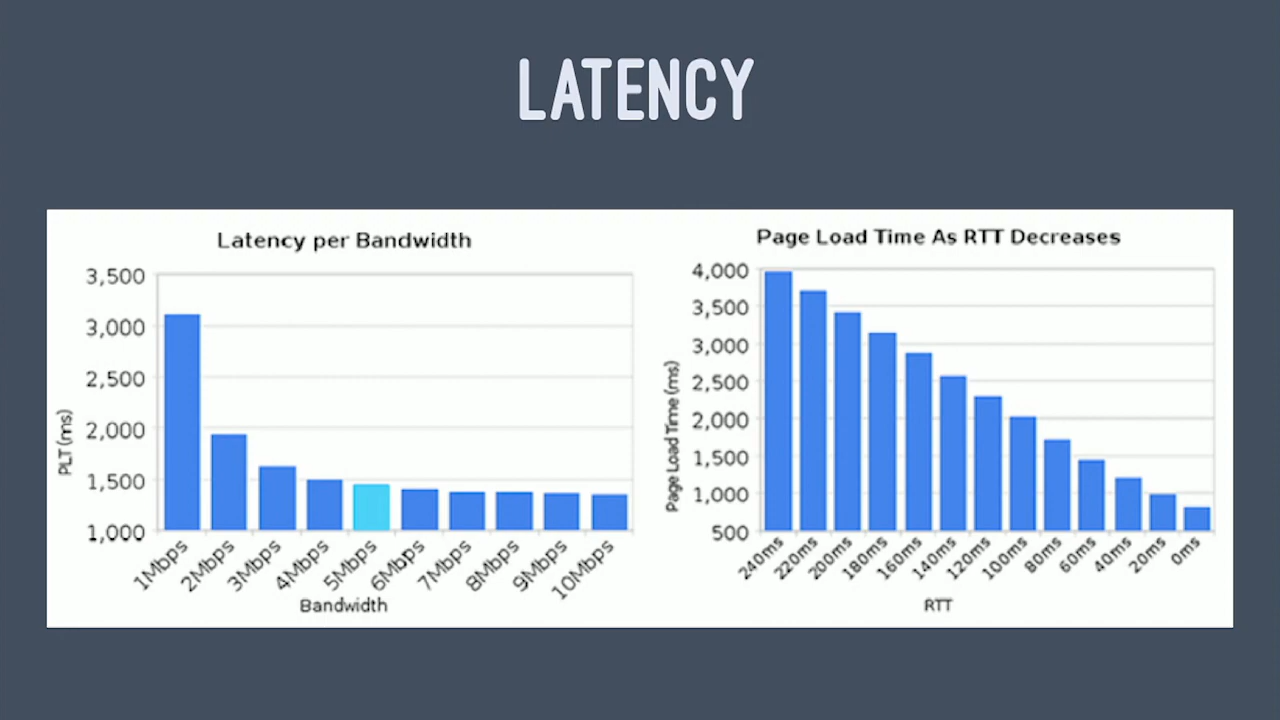 LATENCY
Latency per Bandwidth
3,500
3,000
2,500
2,000
1,500
1,000
PLT (ms)
1Mbps
2Mbps
3Mbps
4Mbps
5Mbps
6Mbps
7Mbps
8Mbps
9Mbps
10Mbps
Bandwidth
Page Load Time As RTT Decreases
4,000
3,500
3,000
2,500
2,000
1,500
1,000
500
Page Load Time (ms)
240ms
220ms
200ms
180ms
160ms
140ms
120ms
100ms
80ms
60ms
40ms
20ms
0ms
RTT